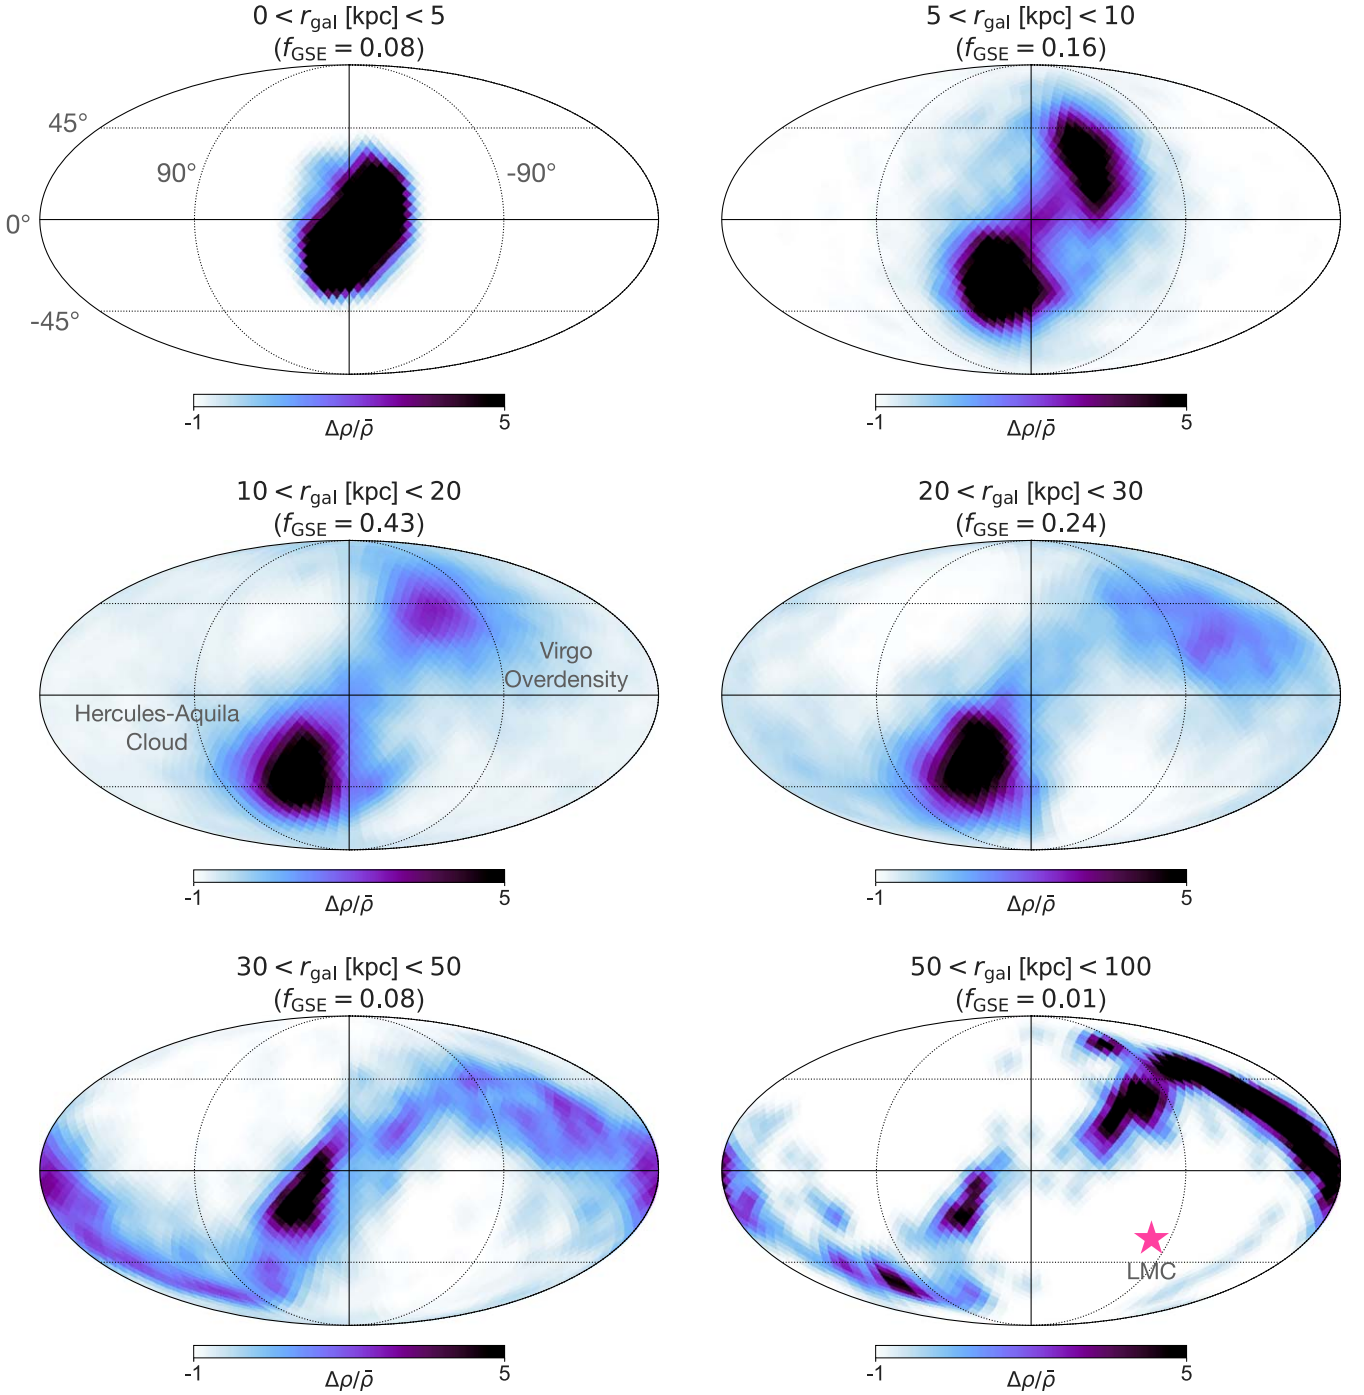 0 < r_gal [kpc] < 5
(f_GSE = 0.08)
45°
90°
-90°
0°
-45°
-1
5
Δρ/ρ̄
5 < r_gal [kpc] < 10
(f_GSE = 0.16)
-1
5
Δρ/ρ̄
10 < r_gal [kpc] < 20
(f_GSE = 0.43)
Virgo
Overdensity
Hercules-Aquila
Cloud
-1
5
Δρ/ρ̄
20 < r_gal [kpc] < 30
(f_GSE = 0.24)
-1
5
Δρ/ρ̄
30 < r_gal [kpc] < 50
(f_GSE = 0.08)
-1
5
Δρ/ρ̄
50 < r_gal [kpc] < 100
(f_GSE = 0.01)
LMC
-1
5
Δρ/ρ̄